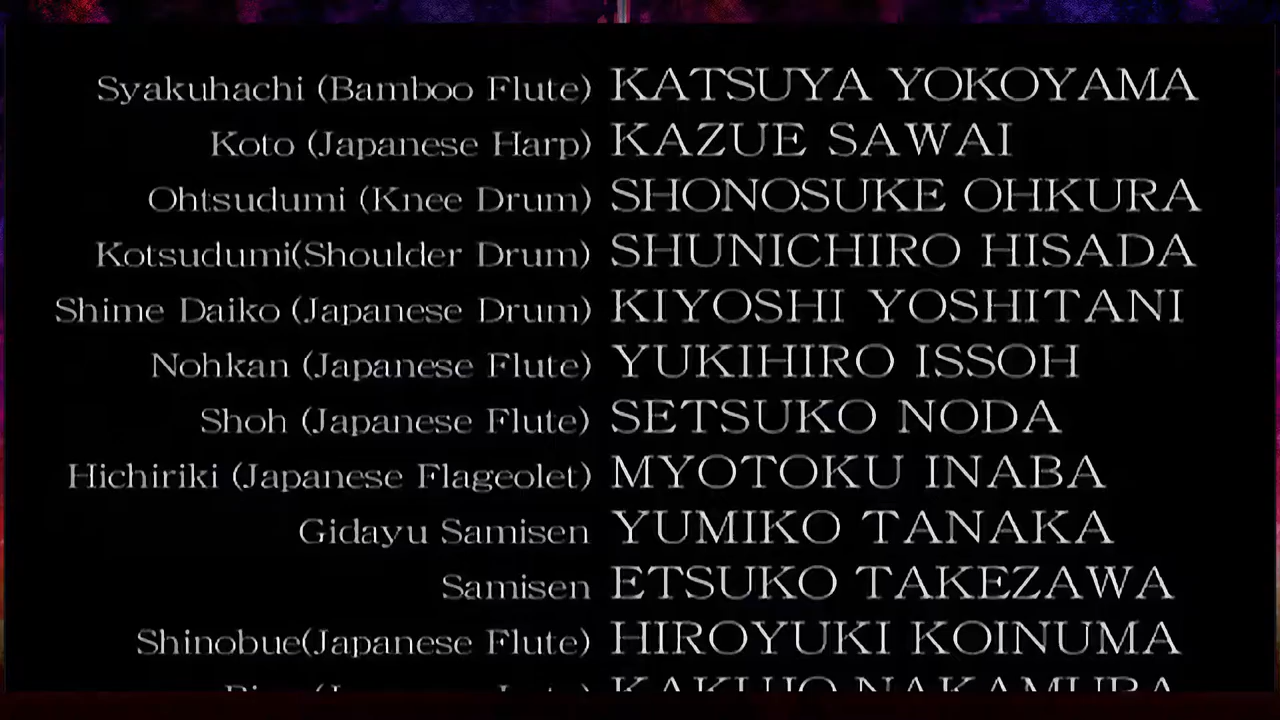 Syakuhachi (Bamboo Flute) KATSUYA YOKOYAMA
Koto (Japanese Harp) KAZUE SAWAI
Ohtsudumi (Knee Drum) SHONOSUKE OHKURA
Kotsudumi(Shoulder Drum) SHUNICHIRO HISADA
Shime Daiko (Japanese Drum) KIYOSHI YOSHITANI
Nohkan (Japanese Flute) YUKIHIRO ISSOH
Shoh (Japanese Flute) SETSUKO NODA
Hichiriki (Japanese Flageolet) MYOTOKU INABA
Gidayu Samisen YUMIKO TANAKA
Samisen ETSUKO TAKEZAWA
Shinobue(Japanese Flute) HIROYUKI KOINUMA
NAKAMURA